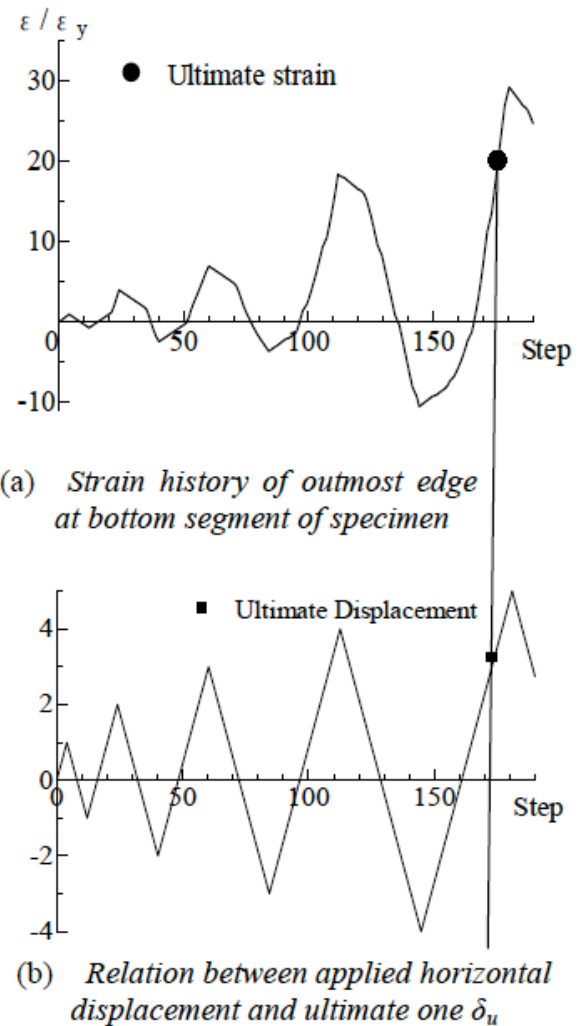 ε / ε y
30
Ultimate strain
20
10
0
50
100
150
Step
-10
(a) Strain history of outmost edge
at bottom segment of specimen
Ultimate Displacement
4
2
0
0
50
100
150
Step
-2
-4
(b) Relation between applied horizontal
displacement and ultimate one δu